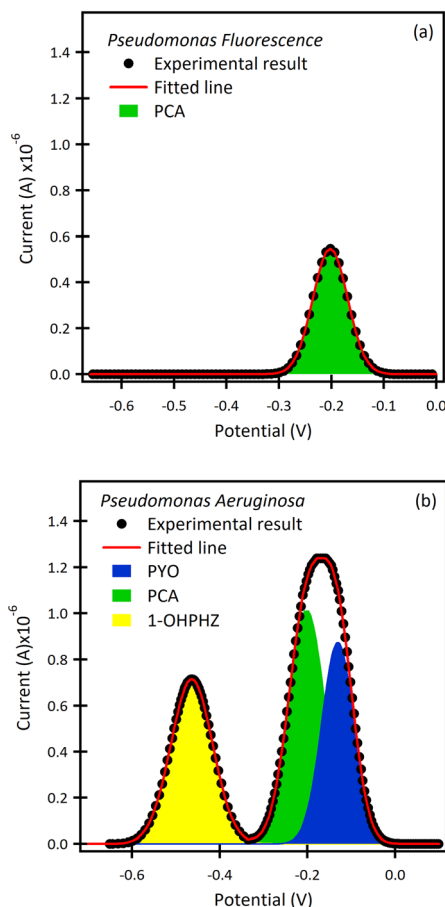 (a)
Pseudomonas Fluorescence
Experimental result
Fitted line
PCA
1.4
1.2
1.0
0.8
0.6
0.4
0.2
0.0
Current (A) x10-6
-0.6 -0.5 -0.4 -0.3 -0.2 -0.1 0.0
Potential (V)
(b)
Pseudomonas Aeruginosa
Experimental result
Fitted line
PYO
PCA
1-OHPHZ
1.4
1.2
1.0
0.8
0.6
0.4
0.2
0.0
Current (A)x10-6
-0.6 -0.4 -0.2 0.0
Potential (V)